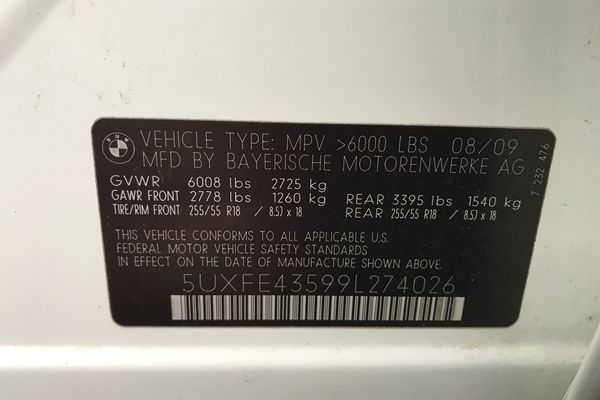 BMW
VEHICLE TYPE: MPV >6000 LBS 08/09
MFD BY BAYERISCHE MOTORENWERKE AG
GVWR 6008 lbs 2725 kg
GAWR FRONT 2778 lbs 1260 kg REAR 3395 lbs 1540 kg
TIRE/RIM FRONT 255/55 R18 / 8.5J x 18 REAR 255/55 R18 / 8.5J x 18
THIS VEHICLE CONFORMS TO ALL APPLICABLE U.S.
FEDERAL MOTOR VEHICLE SAFETY STANDARDS
IN EFFECT ON THE DATE OF MANUFACTURE SHOWN ABOVE.
5UXFE43599L274026
7 232 476